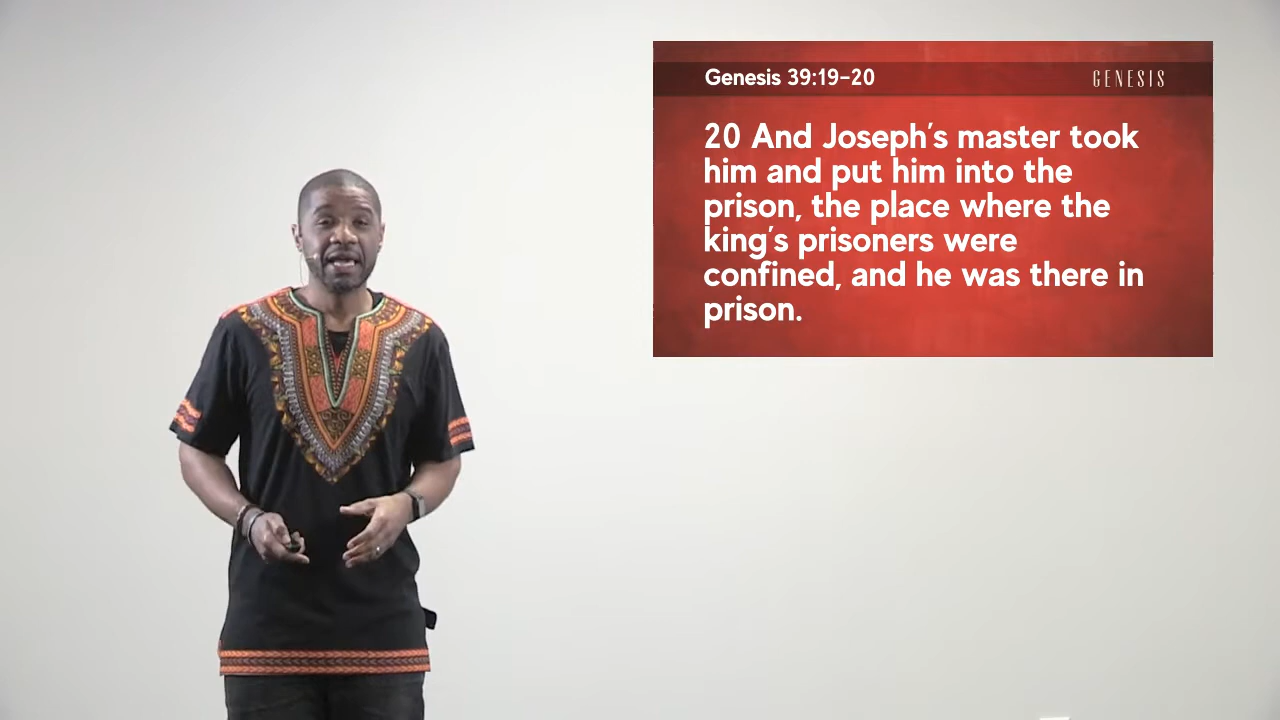 Genesis 39:19-20
GENESIS
20 And Joseph's master took
him and put him into the
prison, the place where the
king's prisoners were
confined, and he was there in
prison.